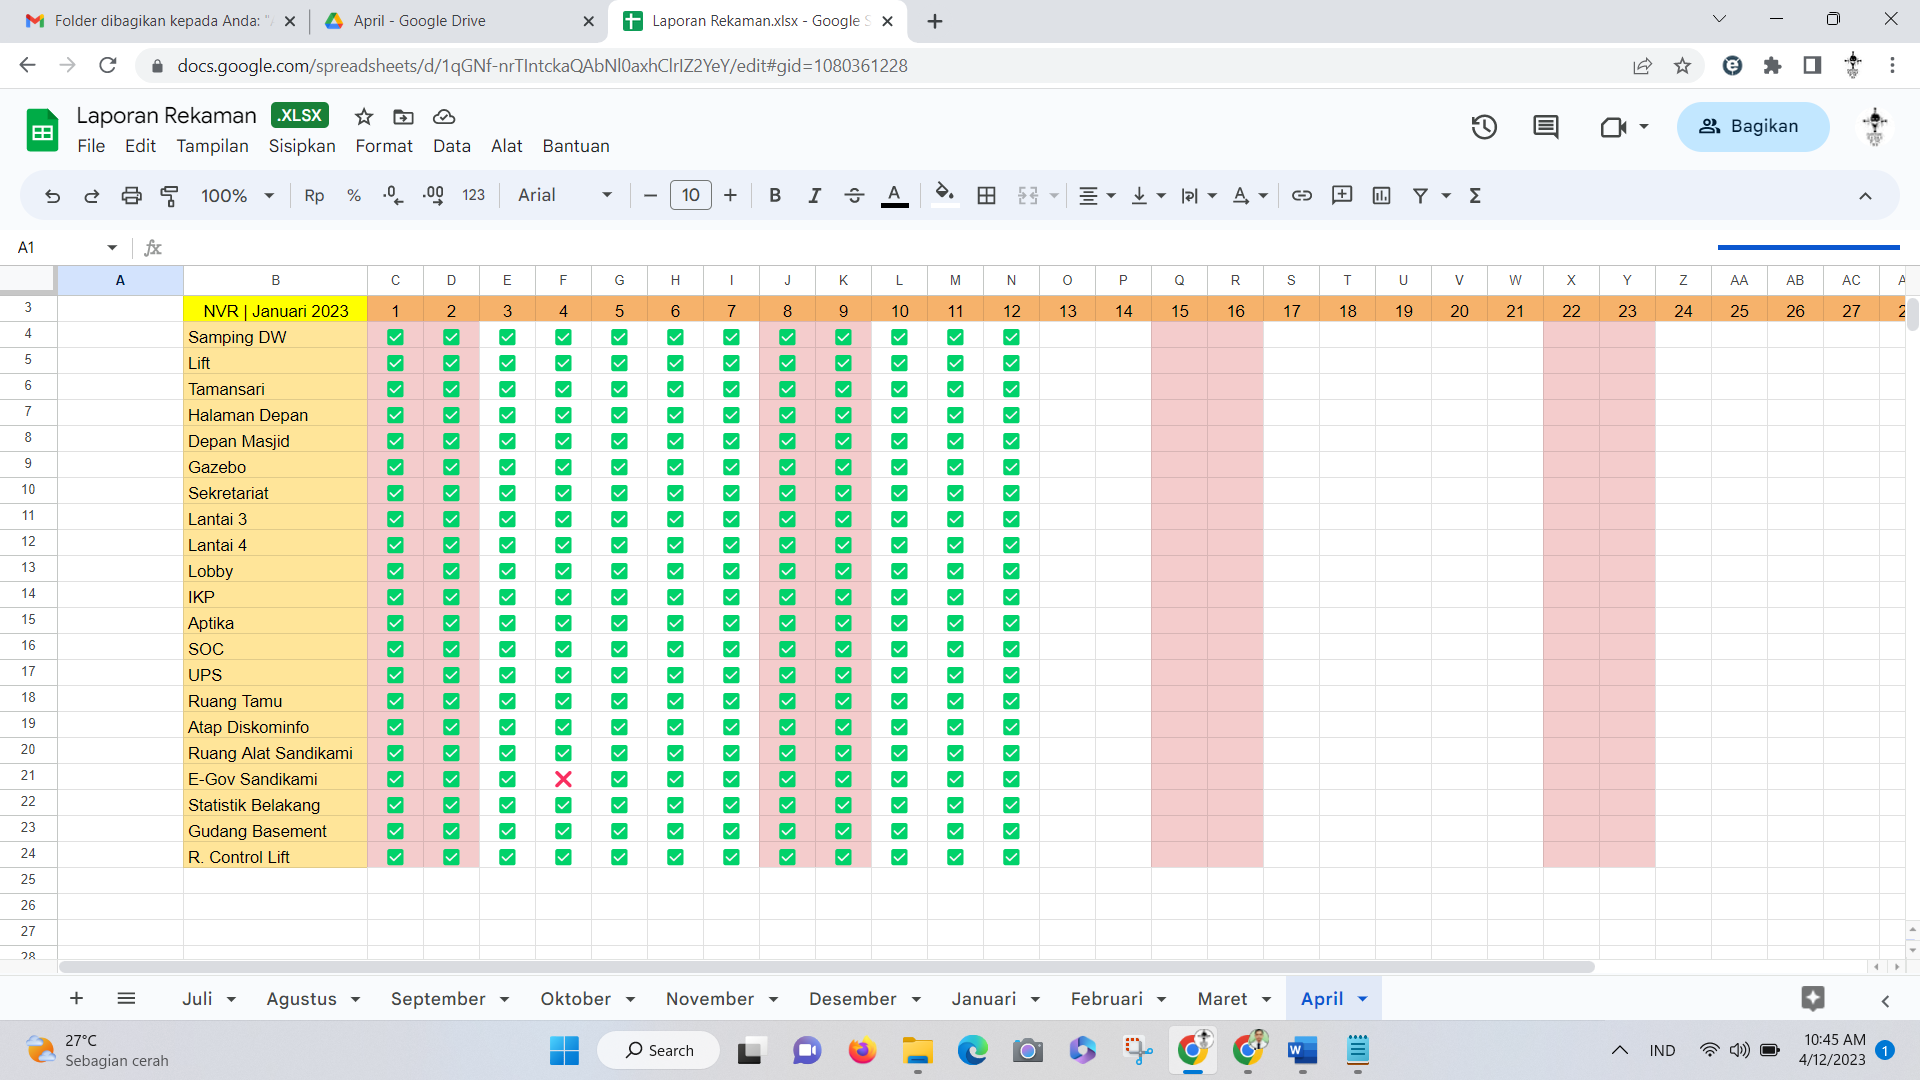 Folder dibagikan kepada Anda: "
April - Google Drive
Laporan Rekaman.xlsx - Google S
docs.google.com/spreadsheets/d/1qGNf-nrTIntckaQAbNl0axhClrIZ2YeY/edit#gid=1080361228
Laporan Rekaman .XLSX
File Edit Tampilan Sisipkan Format Data Alat Bantuan
Bagikan
100% Rp % .0 .00 123 Arial 10 B I S A A Σ
A1 fx
A B C D E F G H I J K L M N O P Q R S T U V W X Y Z AA AB AC
3 NVR | Januari 2023 1 2 3 4 5 6 7 8 9 10 11 12 13 14 15 16 17 18 19 20 21 22 23 24 25 26 27
4 Samping DW
5 Lift
6 Tamansari
7 Halaman Depan
8 Depan Masjid
9 Gazebo
10 Sekretariat
11 Lantai 3
12 Lantai 4
13 Lobby
14 IKP
15 Aptika
16 SOC
17 UPS
18 Ruang Tamu
19 Atap Diskominfo
20 Ruang Alat Sandikami
21 E-Gov Sandikami
22 Statistik Belakang
23 Gudang Basement
24 R. Control Lift
25
26
27
28
Juli Agustus September Oktober November Desember Januari Februari Maret April
27°C
Sebagian cerah
Search
IND
10:45 AM
4/12/2023
1